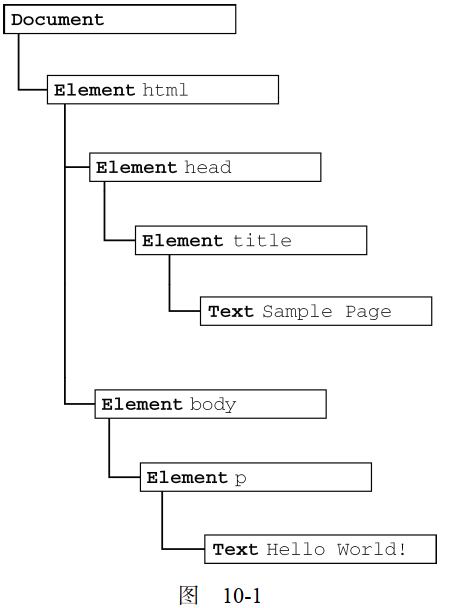 Document
Element html
Element head
Element title
Text Sample Page
Element body
Element p
Text Hello World!
图 10-1